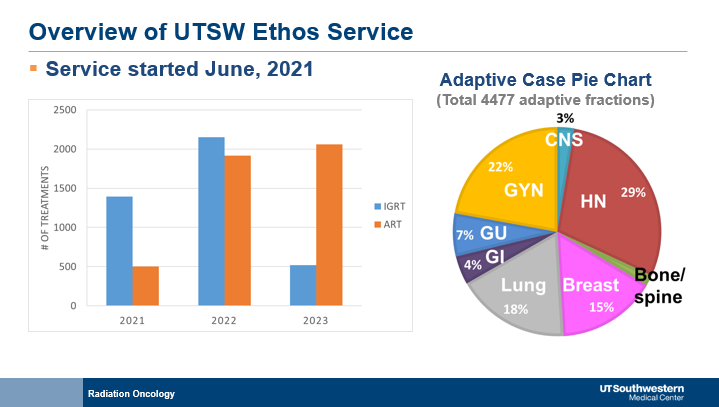 Overview of UTSW Ethos Service
▪ Service started June, 2021
2500
2000
1500
1000
500
0
# OF TREATMENTS
2021
2022
2023
IGRT
ART
Adaptive Case Pie Chart
(Total 4477 adaptive fractions)
3%
CNS
22%
GYN
29%
HN
7%
GU
4%
GI
Bone/
spine
Lung
18%
Breast
15%
Radiation Oncology
UTSouthwestern
Medical Center